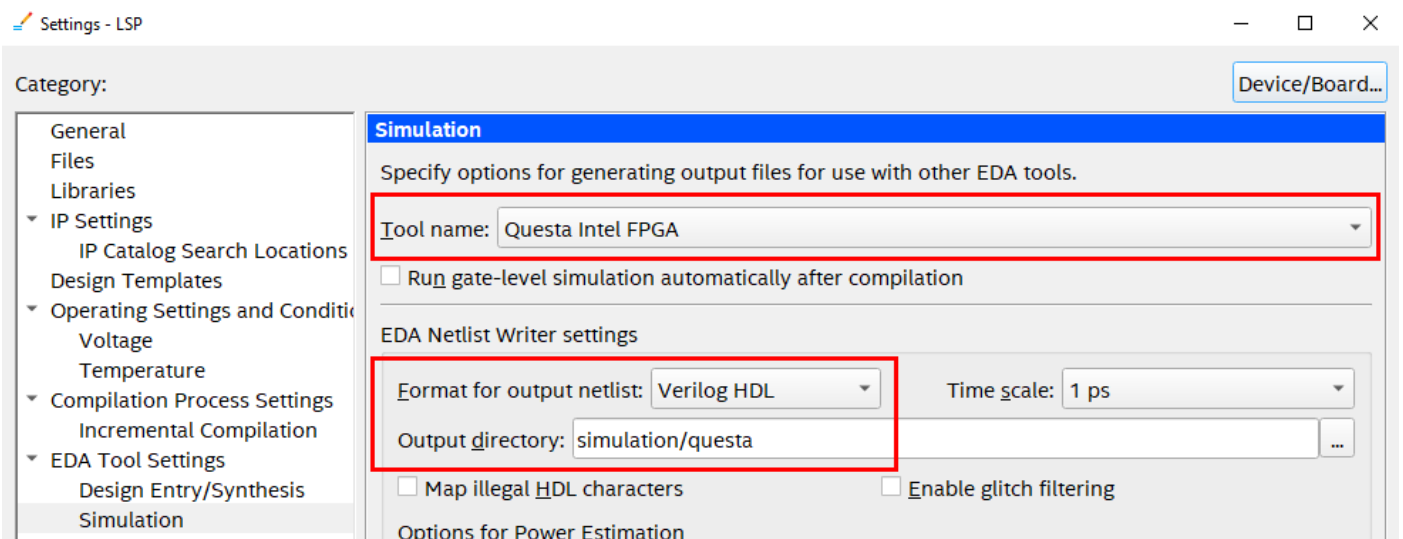 Settings - LSP
Category:
Device/Board...
General
Files
Libraries
IP Settings
IP Catalog Search Locations
Design Templates
Operating Settings and Conditio
Voltage
Temperature
Compilation Process Settings
Incremental Compilation
EDA Tool Settings
Design Entry/Synthesis
Simulation
Simulation
Specify options for generating output files for use with other EDA tools.
Tool name: Questa Intel FPGA
Run gate-level simulation automatically after compilation
EDA Netlist Writer settings
Format for output netlist: Verilog HDL Time scale: 1 ps
Output directory: simulation/questa ...
Map illegal HDL characters Enable glitch filtering
Options for Power Estimation